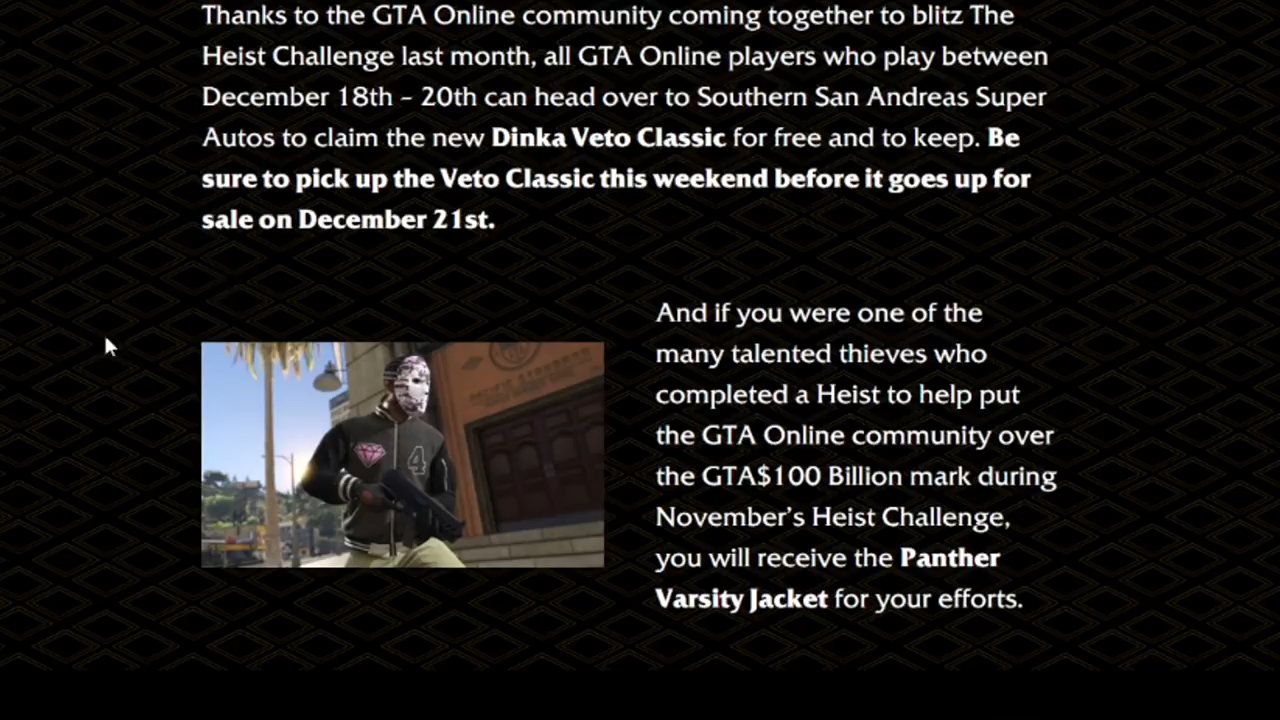 Thanks to the GTA Online community coming together to blitz The
Heist Challenge last month, all GTA Online players who play between
December 18th – 20th can head over to Southern San Andreas Super
Autos to claim the new Dinka Veto Classic for free and to keep. Be
sure to pick up the Veto Classic this weekend before it goes up for
sale on December 21st.
And if you were one of the
many talented thieves who
completed a Heist to help put
the GTA Online community over
the GTA$100 Billion mark during
November’s Heist Challenge,
you will receive the Panther
Varsity Jacket for your efforts.
4